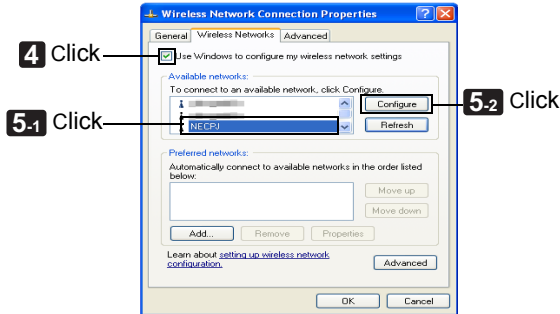 Wireless Network Connection Properties
General Wireless Networks Advanced
4 Click
Use Windows to configure my wireless network settings
Available networks:
To connect to an available network, click Configure.
Configure
5-2 Click
5-1 Click
NECPJ
Refresh
Preferred networks:
Automatically connect to available networks in the order listed
below:
Move up
Move down
Add... Remove Properties
Learn about setting up wireless network
configuration.
Advanced
OK Cancel